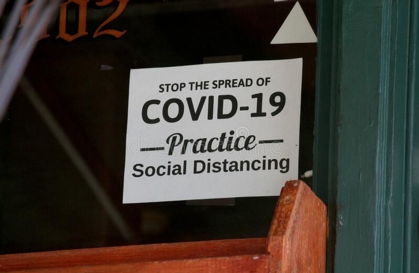 STOP THE SPREAD OF
COVID-19
Practice
Social Distancing